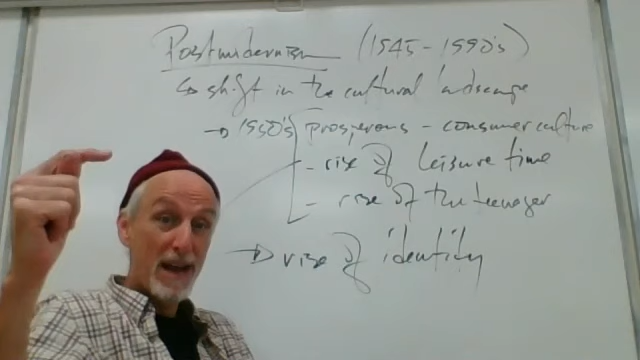 Postmodernism (1945-1990's)
↳ shift in the cultural landscape
→ 1950's prosperous - consumer culture
- rise of leisure time
- rise of the teenager
→ rise of identity